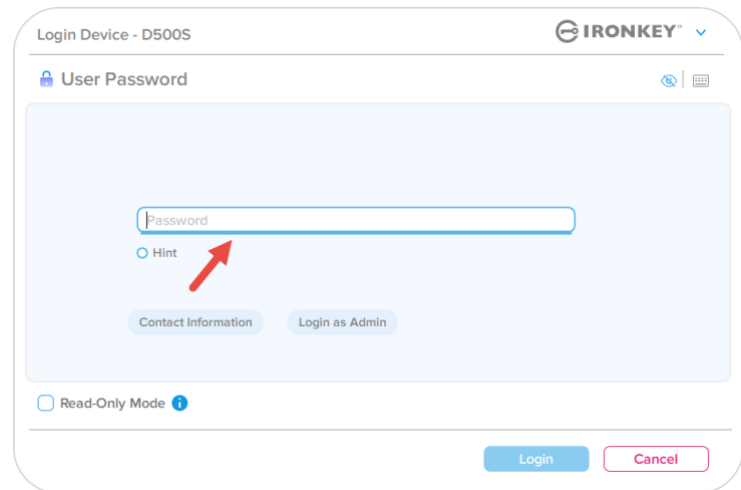 Login Device - D500S
IRONKEY™
User Password
Password
Hint
Contact Information
Login as Admin
Read-Only Mode
Login
Cancel